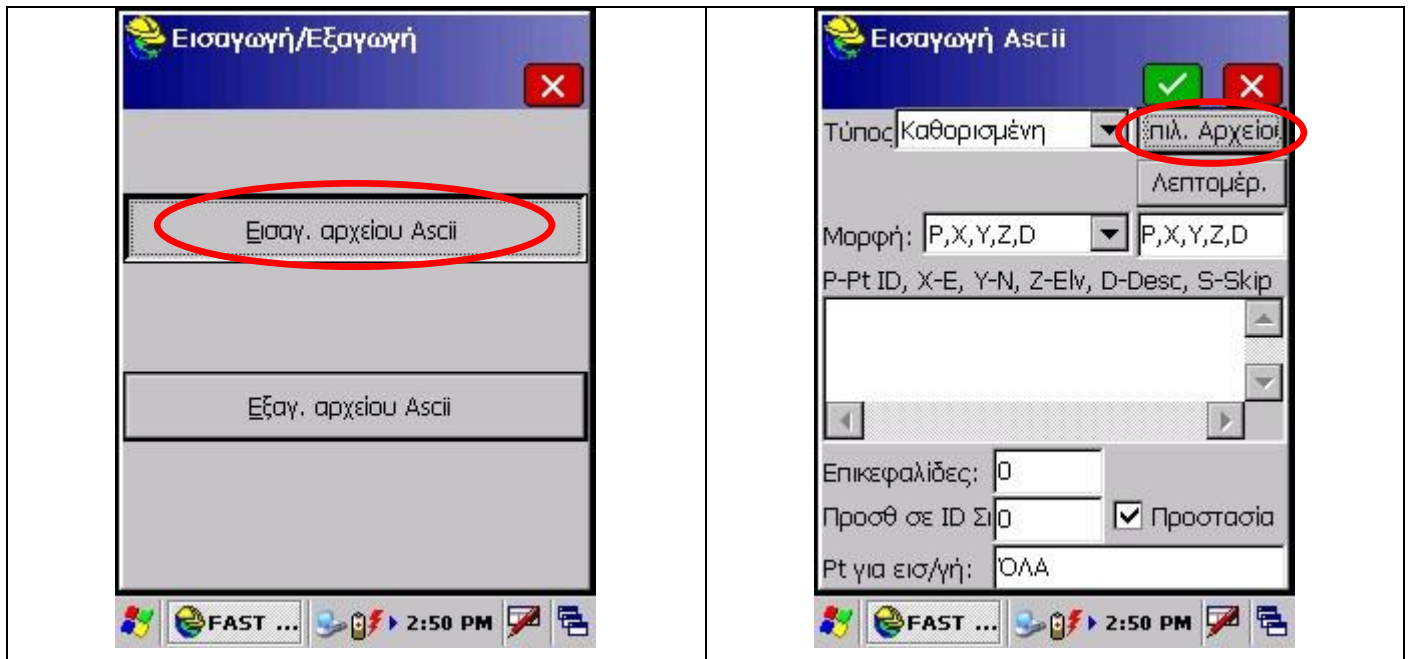 Εισαγωγή/Εξαγωγή
Εισαγ. αρχείου Ascii
Εξαγ. αρχείου Ascii
FAST ... 2:50 PM
Εισαγωγή Ascii
Τύπος Καθορισμένη πιλ. Αρχείοι
Λεπτομέρ.
Μορφή: P,X,Y,Z,D P,X,Y,Z,D
P-Pt ID, X-E, Y-N, Z-Elv, D-Desc, S-Skip
Επικεφαλίδες: 0
Προσθ σε ID Ση 0 Προστασία
Pt για εισ/γή: ΌΛΑ
FAST ... 2:50 PM